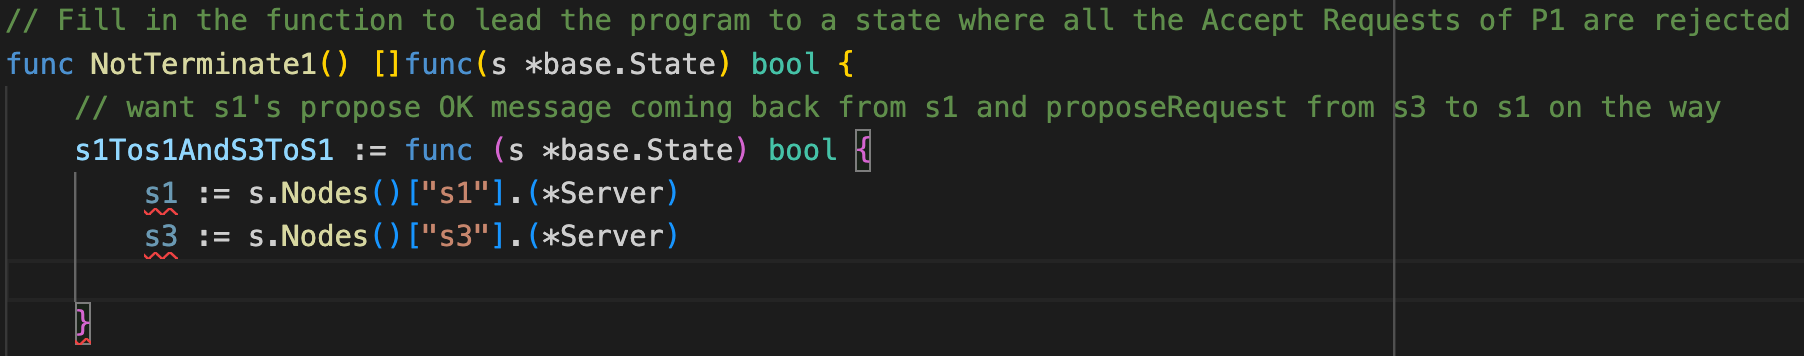 // Fill in the function to lead the program to a state where all the Accept Requests of P1 are rejected
func NotTerminate1() []func(s *base.State) bool {
// want s1's propose OK message coming back from s1 and proposeRequest from s3 to s1 on the way
s1Tos1AndS3ToS1 := func (s *base.State) bool {
s1 := s.Nodes()["s1"].(*Server)
s3 := s.Nodes()["s3"].(*Server)
}